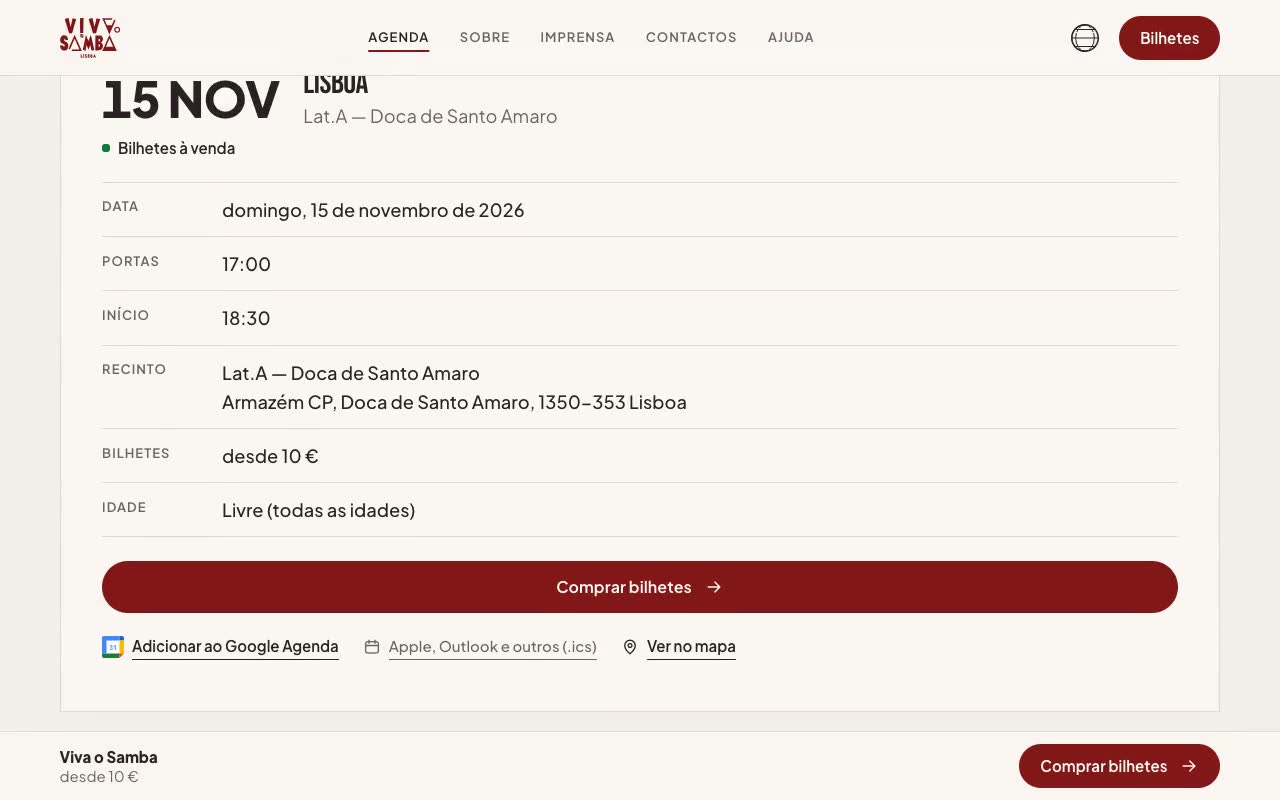 VIVA
SAMBA
LISBOA
AGENDA
SOBRE
IMPRENSA
CONTACTOS
AJUDA
Bilhetes
15 NOV
LISBOA
Lat.A — Doca de Santo Amaro
Bilhetes à venda
DATA
domingo, 15 de novembro de 2026
PORTAS
17:00
INÍCIO
18:30
RECINTO
Lat.A — Doca de Santo Amaro
Armazém CP, Doca de Santo Amaro, 1350–353 Lisboa
BILHETES
desde 10 €
IDADE
Livre (todas as idades)
Comprar bilhetes →
31
Adicionar ao Google Agenda
Apple, Outlook e outros (.ics)
Ver no mapa
Viva o Samba
desde 10 €
Comprar bilhetes →